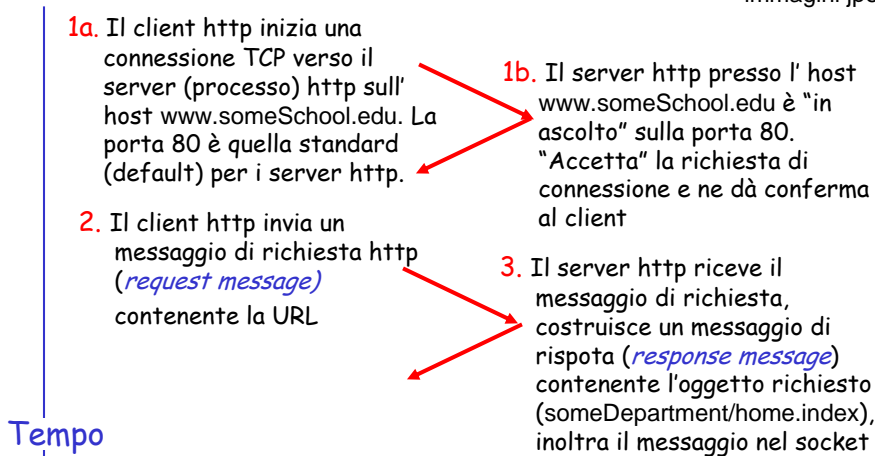 immagini jpe
1a. Il client http inizia una
connessione TCP verso il
server (processo) http sull'
host www.someSchool.edu. La
porta 80 è quella standard
(default) per i server http.
1b. Il server http presso l' host
www.someSchool.edu è “in
ascolto” sulla porta 80.
“Accetta” la richiesta di
connessione e ne dà conferma
al client
2. Il client http invia un
messaggio di richiesta http
(request message)
contenente la URL
3. Il server http riceve il
messaggio di richiesta,
costruisce un messaggio di
rispota (response message)
contenente l'oggetto richiesto
(someDepartment/home.index),
inoltra il messaggio nel socket
Tempo